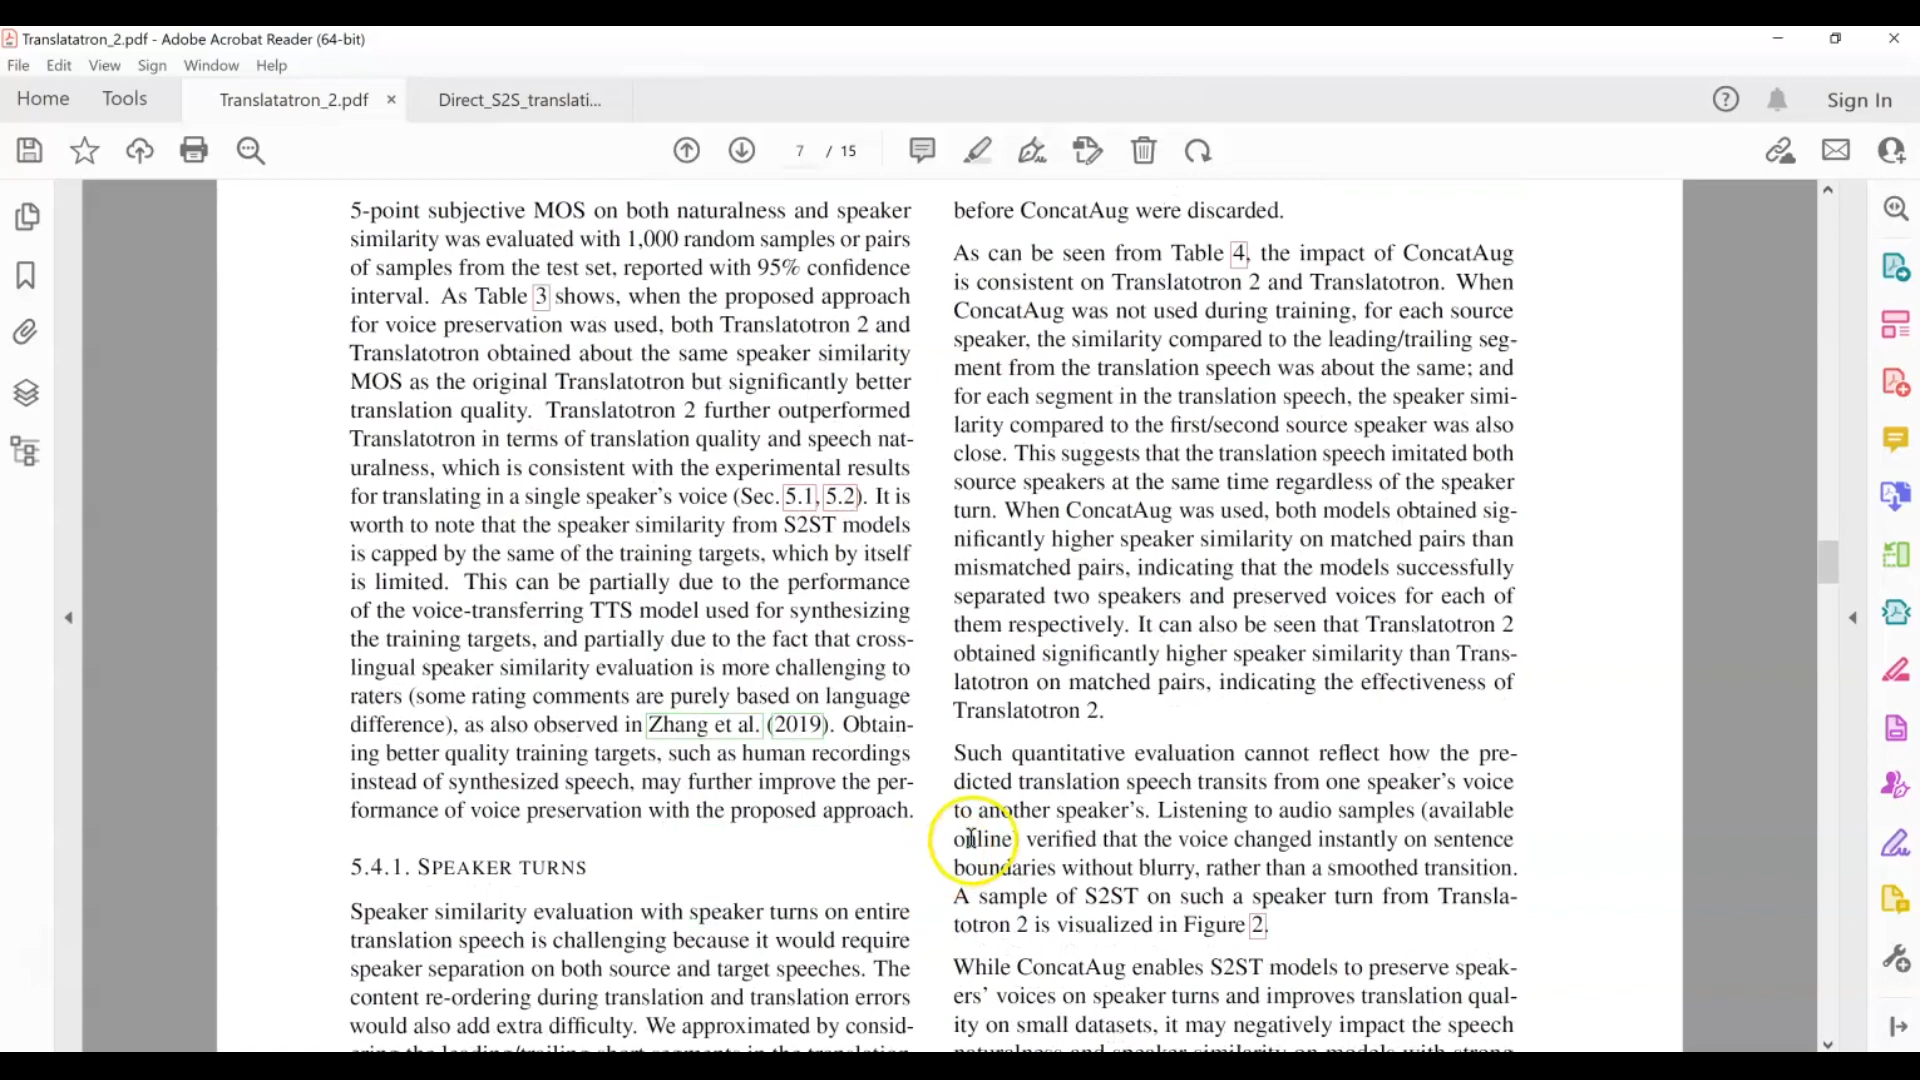 Translatatron_2.pdf - Adobe Acrobat Reader (64-bit)
File Edit View Sign Window Help
Home Tools Translatatron_2.pdf × Direct_S2S_translati... Sign In
7 / 15
5-point subjective MOS on both naturalness and speaker
similarity was evaluated with 1,000 random samples or pairs
of samples from the test set, reported with 95% confidence
interval. As Table 3 shows, when the proposed approach
for voice preservation was used, both Translatotron 2 and
Translatotron obtained about the same speaker similarity
MOS as the original Translatotron but significantly better
translation quality. Translatotron 2 further outperformed
Translatotron in terms of translation quality and speech nat-
uralness, which is consistent with the experimental results
for translating in a single speaker's voice (Sec. 5.1, 5.2). It is
worth to note that the speaker similarity from S2ST models
is capped by the same of the training targets, which by itself
is limited. This can be partially due to the performance
of the voice-transferring TTS model used for synthesizing
the training targets, and partially due to the fact that cross-
lingual speaker similarity evaluation is more challenging to
raters (some rating comments are purely based on language
difference), as also observed in Zhang et al. (2019). Obtain-
ing better quality training targets, such as human recordings
instead of synthesized speech, may further improve the per-
formance of voice preservation with the proposed approach.
5.4.1. SPEAKER TURNS
Speaker similarity evaluation with speaker turns on entire
translation speech is challenging because it would require
speaker separation on both source and target speeches. The
content re-ordering during translation and translation errors
would also add extra difficulty. We approximated by consid-
ering the leading/trailing short segments in the translation
before ConcatAug were discarded.
As can be seen from Table 4, the impact of ConcatAug
is consistent on Translatotron 2 and Translatotron. When
ConcatAug was not used during training, for each source
speaker, the similarity compared to the leading/trailing seg-
ment from the translation speech was about the same; and
for each segment in the translation speech, the speaker simi-
larity compared to the first/second source speaker was also
close. This suggests that the translation speech imitated both
source speakers at the same time regardless of the speaker
turn. When ConcatAug was used, both models obtained sig-
nificantly higher speaker similarity on matched pairs than
mismatched pairs, indicating that the models successfully
separated two speakers and preserved voices for each of
them respectively. It can also be seen that Translatotron 2
obtained significantly higher speaker similarity than Trans-
latotron on matched pairs, indicating the effectiveness of
Translatotron 2.
Such quantitative evaluation cannot reflect how the pre-
dicted translation speech transits from one speaker's voice
to another speaker's. Listening to audio samples (available
online) verified that the voice changed instantly on sentence
boundaries without blurry, rather than a smoothed transition.
A sample of S2ST on such a speaker turn from Transla-
totron 2 is visualized in Figure 2.
While ConcatAug enables S2ST models to preserve speak-
ers' voices on speaker turns and improves translation qual-
ity on small datasets, it may negatively impact the speech
naturalness and speaker similarity on models with strong